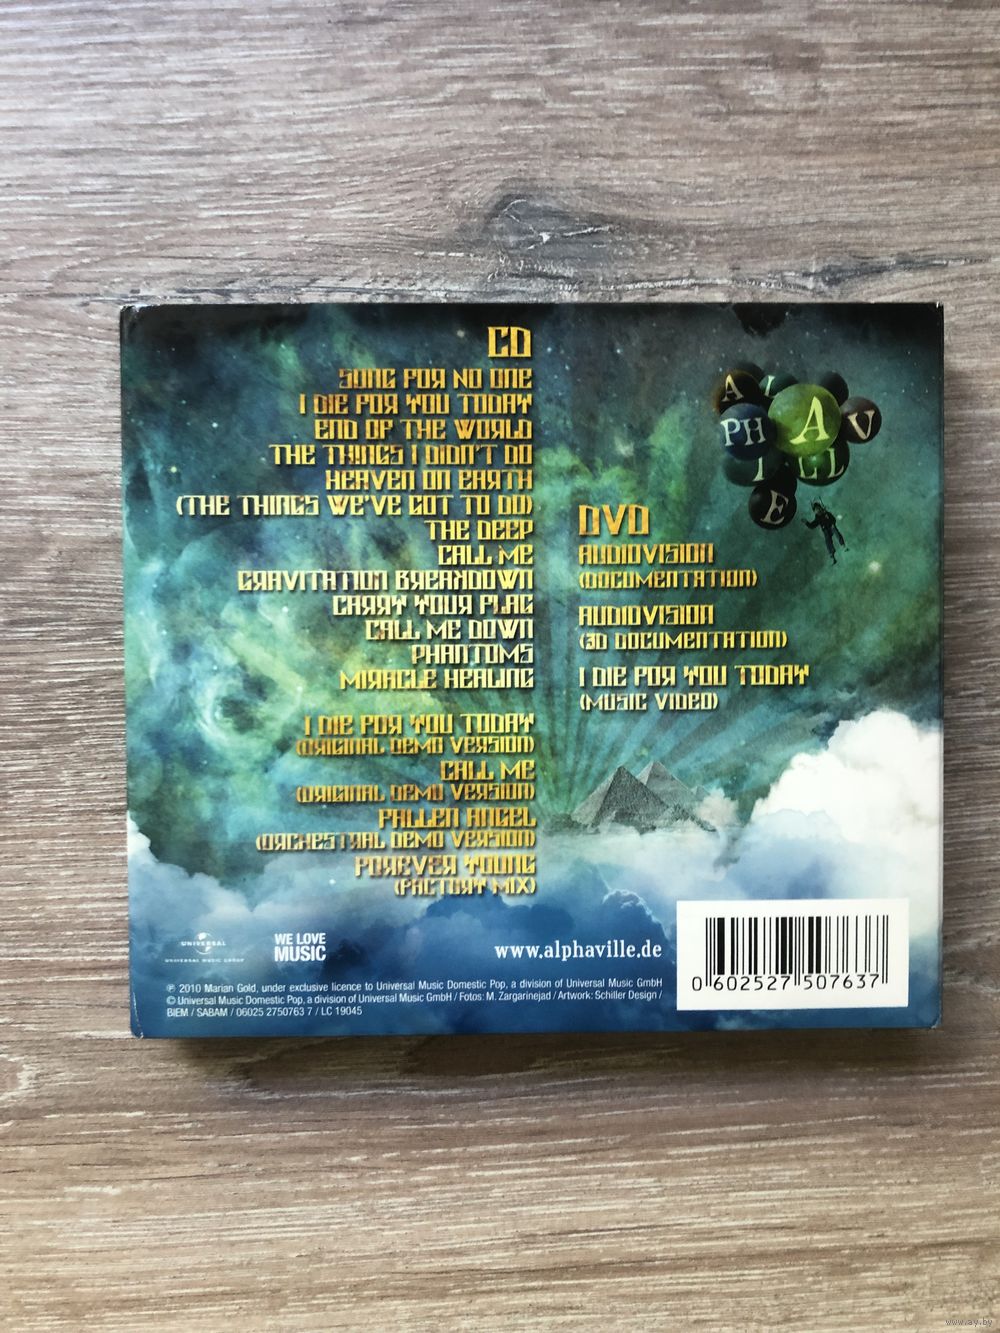 CD
SONG FOR NO ONE
I DIE FOR YOU TODAY
END OF THE WORLD
THE THINGS I DIDN'T DO
HEAVEN ON EARTH
(THE THINGS WE'VE GOT TO DO)
THE DEEP
CALL ME
GRAVITATION BREAKDOWN
CARRY YOUR FLAG
CALL ME DOWN
PHANTOMS
MIRACLE HEALING
I DIE FOR YOU TODAY
(ORIGINAL DEMO VERSION)
CALL ME
(ORIGINAL DEMO VERSION)
FALLEN ANGEL
(ORCHESTRAL DEMO VERSION)
FOREVER YOUNG
(FACTORY MIX)
A L
PH A V
I LL
E
DVD
AUDIOVISION
(DOCUMENTATION)
AUDIOVISION
(3D DOCUMENTATION)
I DIE FOR YOU TODAY
(MUSIC VIDEO)
UNIVERSAL
UNIVERSAL MUSIC GROUP
WE LOVE
MUSIC
www.alphaville.de
℗ 2010 Marian Gold, under exclusive licence to Universal Music Domestic Pop, a division of Universal Music GmbH
© Universal Music Domestic Pop, a division of Universal Music GmbH / Fotos: M. Zargarinejad / Artwork: Schiller Design /
BIEM / SABAM / 06025 2750763 7 / LC 19045
0 602527 507637
www.ay.by